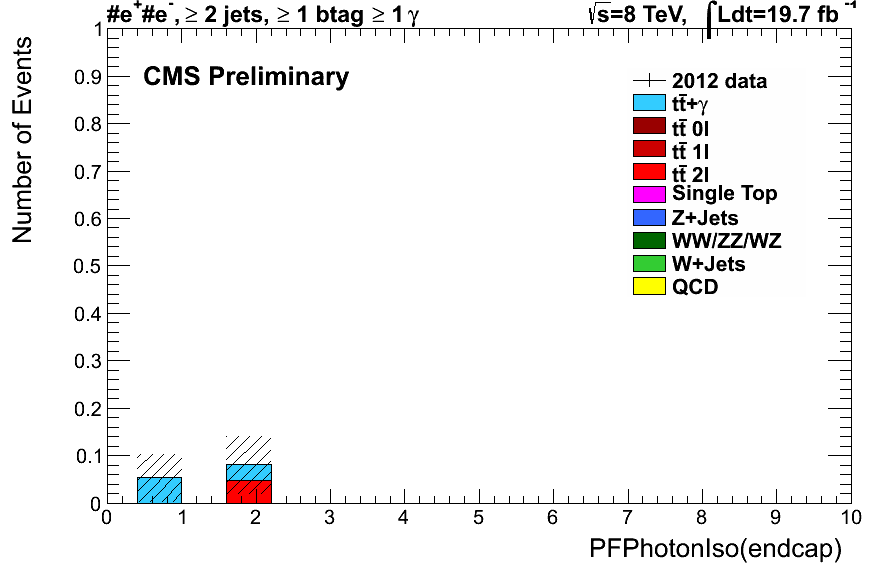 #e⁺#e⁻, ≥ 2 jets, ≥ 1 btag ≥ 1 γ
√s=8 TeV, ∫Ldt=19.7 fb⁻¹
CMS Preliminary
2012 data
tt̄+γ
tt̄ 0l
tt̄ 1l
tt̄ 2l
Single Top
Z+Jets
WW/ZZ/WZ
W+Jets
QCD
Number of Events
1
0.9
0.8
0.7
0.6
0.5
0.4
0.3
0.2
0.1
0
0 1 2 3 4 5 6 7 8 9 10
PFPhotonIso(endcap)